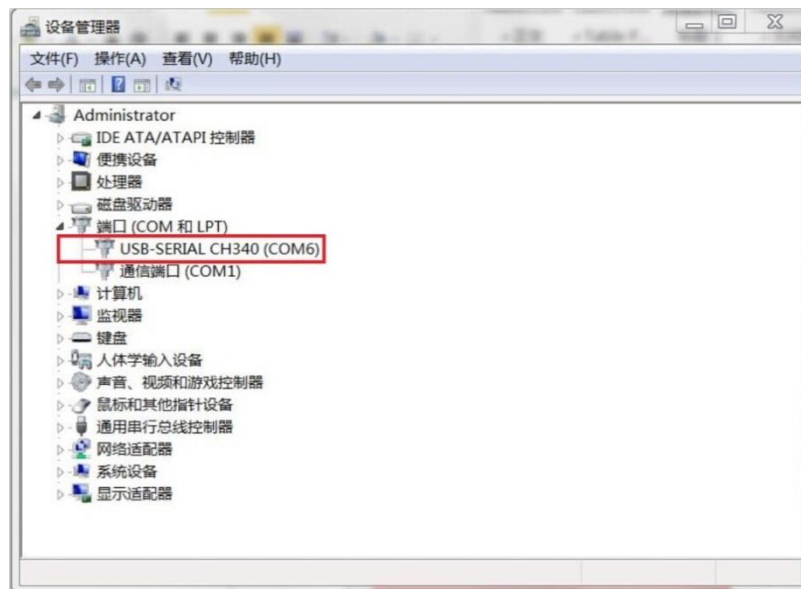 设备管理器
文件(F) 操作(A) 查看(V) 帮助(H)
Administrator
IDE ATA/ATAPI 控制器
便携设备
处理器
磁盘驱动器
端口 (COM 和 LPT)
USB-SERIAL CH340 (COM6)
通信端口 (COM1)
计算机
监视器
键盘
人体学输入设备
声音、视频和游戏控制器
鼠标和其他指针设备
通用串行总线控制器
网络适配器
系统设备
显示适配器